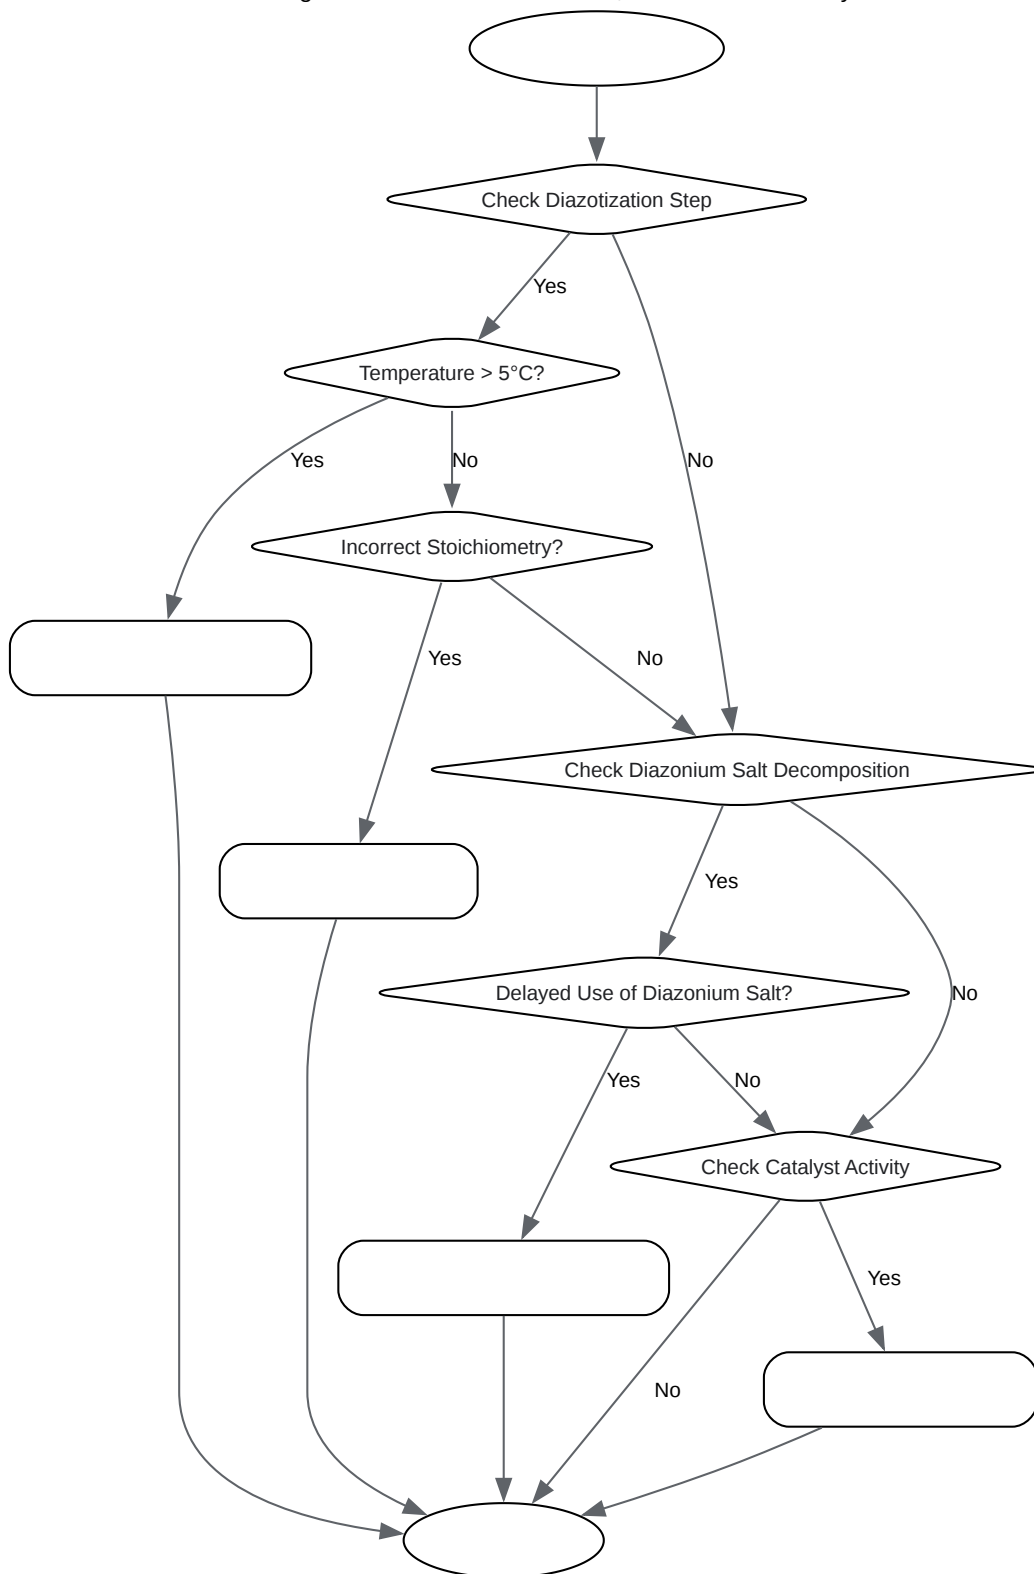 Check Diazotization Step
Yes
Temperature > 5°C?
Yes
No
No
Incorrect Stoichiometry?
Yes
No
Check Diazonium Salt Decomposition
Yes
Delayed Use of Diazonium Salt?
No
Yes
No
Check Catalyst Activity
Yes
No